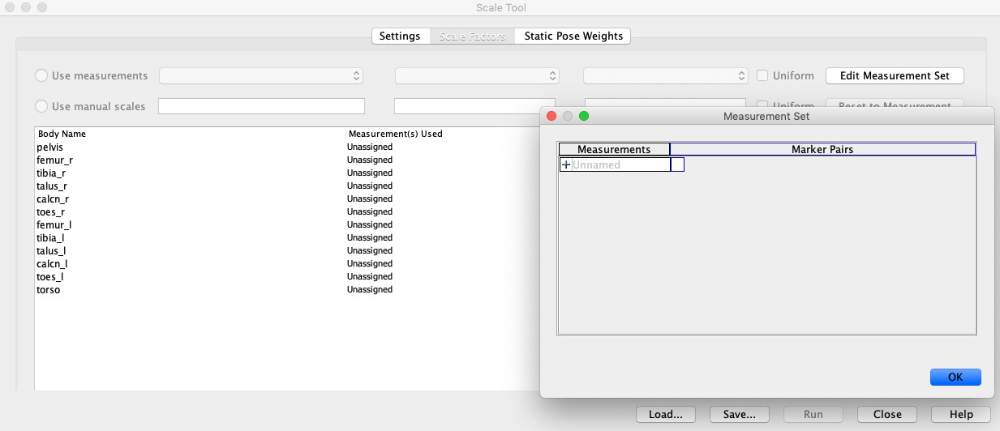 Scale Tool
Settings Scale Factors Static Pose Weights
Use measurements Uniform Edit Measurement Set
Use manual scales Uniform Reset to Measurement
Measurement Set
Body Name Measurement(s) Used
pelvis Unassigned
femur_r Unassigned
tibia_r Unassigned
talus_r Unassigned
calcn_r Unassigned
toes_r Unassigned
femur_l Unassigned
tibia_l Unassigned
talus_l Unassigned
calcn_l Unassigned
toes_l Unassigned
torso Unassigned
Measurements Marker Pairs
+ Unnamed
OK
Load... Save... Run Close Help